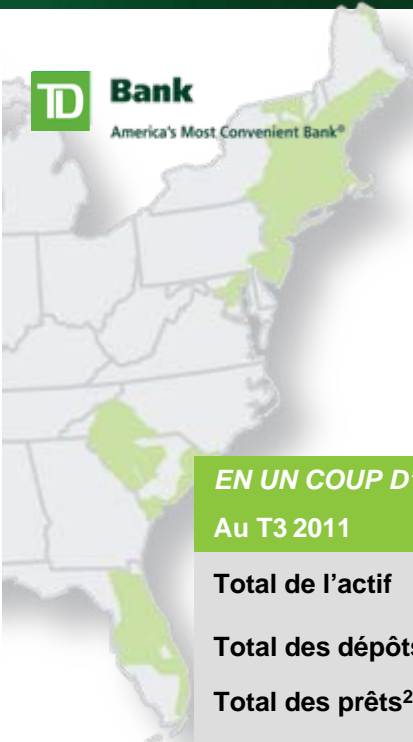 TD Bank
America's Most Convenient Bank®
EN UN COUP D'
Au T3 2011
Total de l'actif
Total des dépôts
Total des prêts²